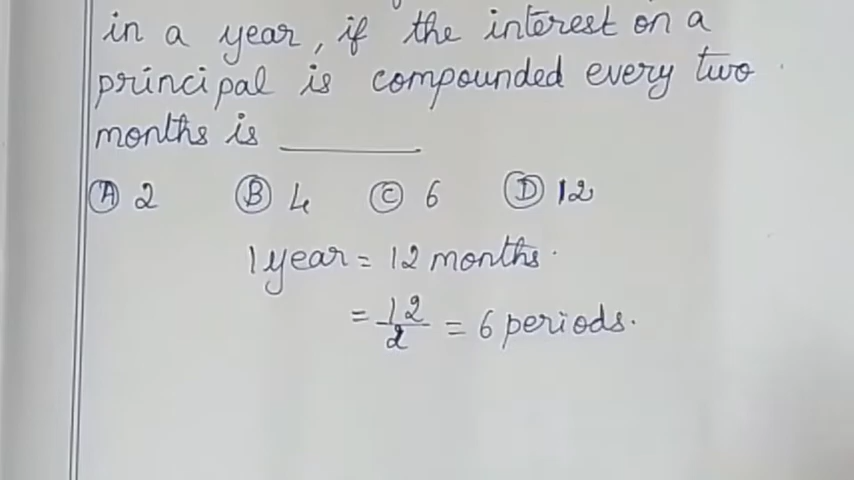 in a year, if the interest on a
principal is compounded every two
months is ________
Ⓐ 2 Ⓑ 4 Ⓒ 6 Ⓓ 12
1 year = 12 months.
= 12/2 = 6 periods.